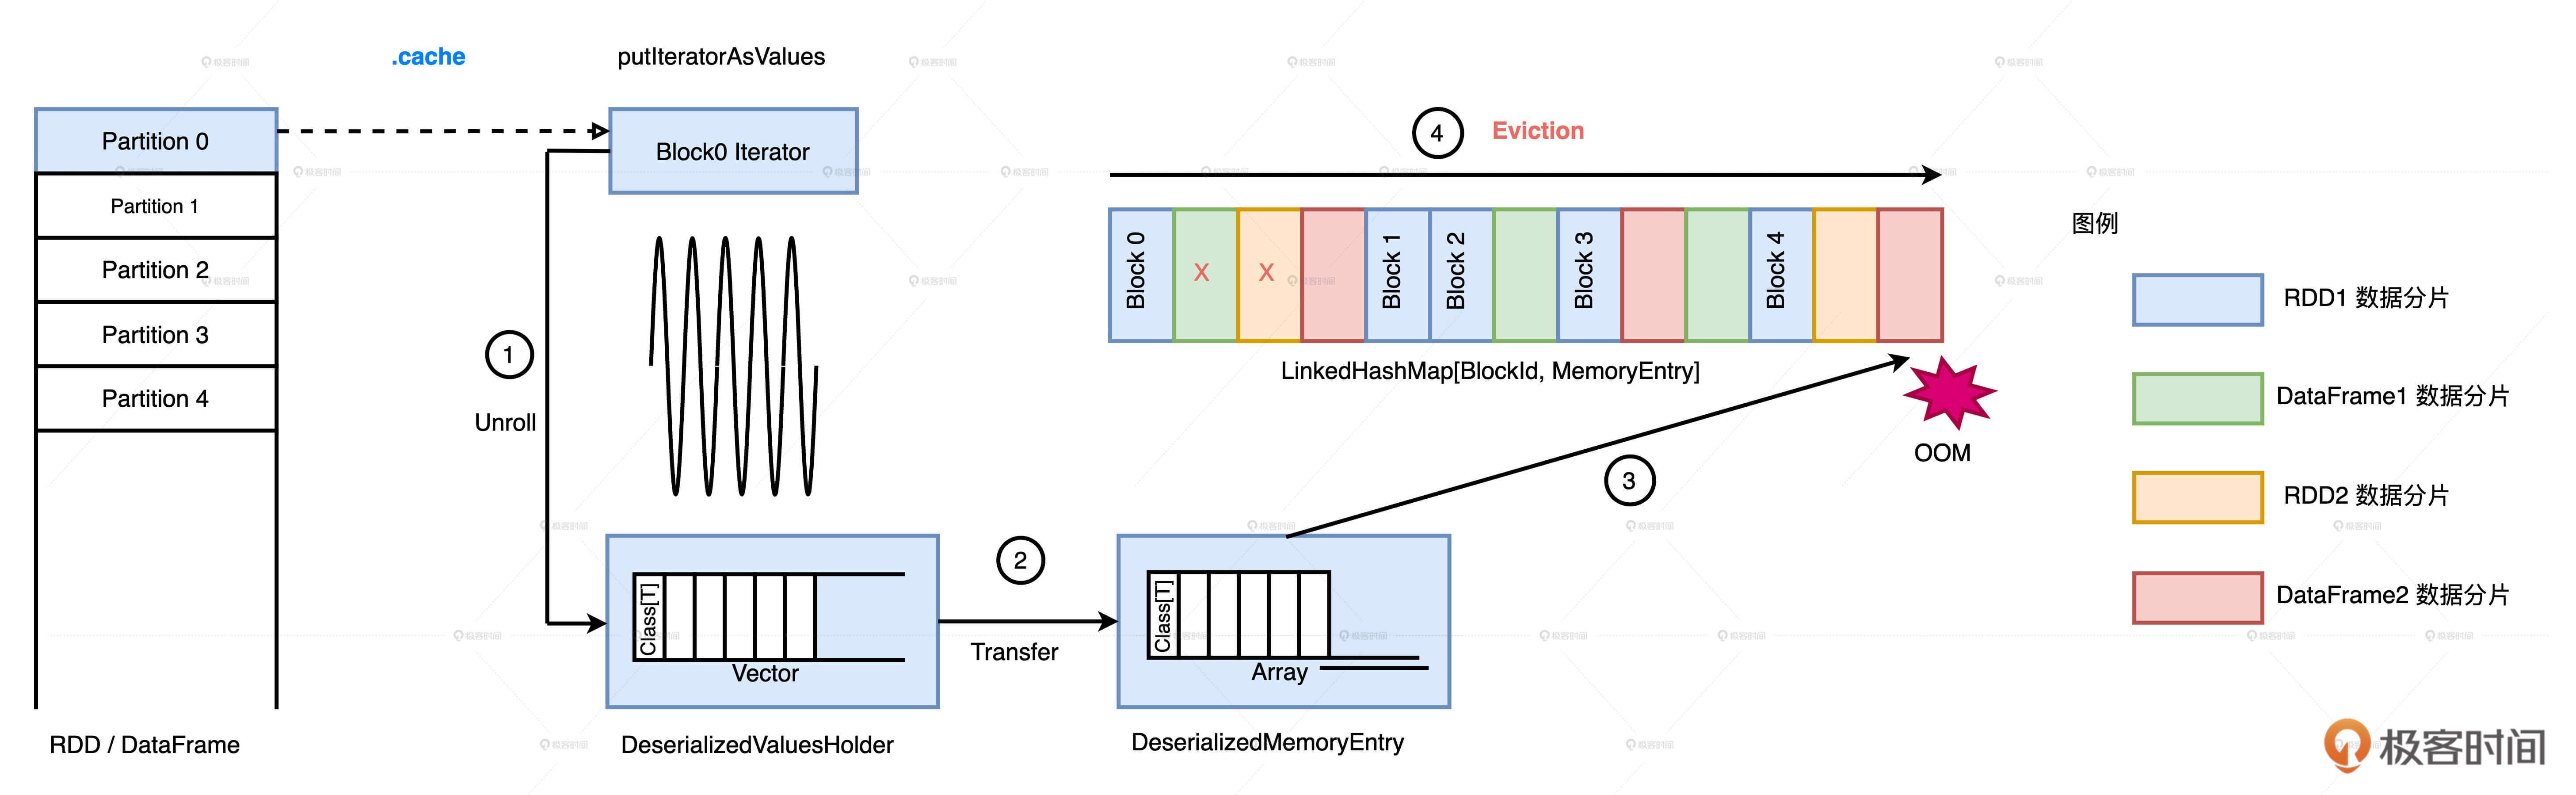 .cache
putIteratorAsValues
Partition 0
Partition 1
Partition 2
Partition 3
Partition 4
RDD / DataFrame
Block0 Iterator
1
Unroll
Class[T]
Vector
DeserializedValuesHolder
2
Transfer
Class[T]
Array
DeserializedMemoryEntry
3
4
Eviction
Block 0
X
X
Block 1
Block 2
Block 3
Block 4
LinkedHashMap[BlockId, MemoryEntry]
OOM
图例
RDD1 数据分片
DataFrame1 数据分片
RDD2 数据分片
DataFrame2 数据分片
极客时间